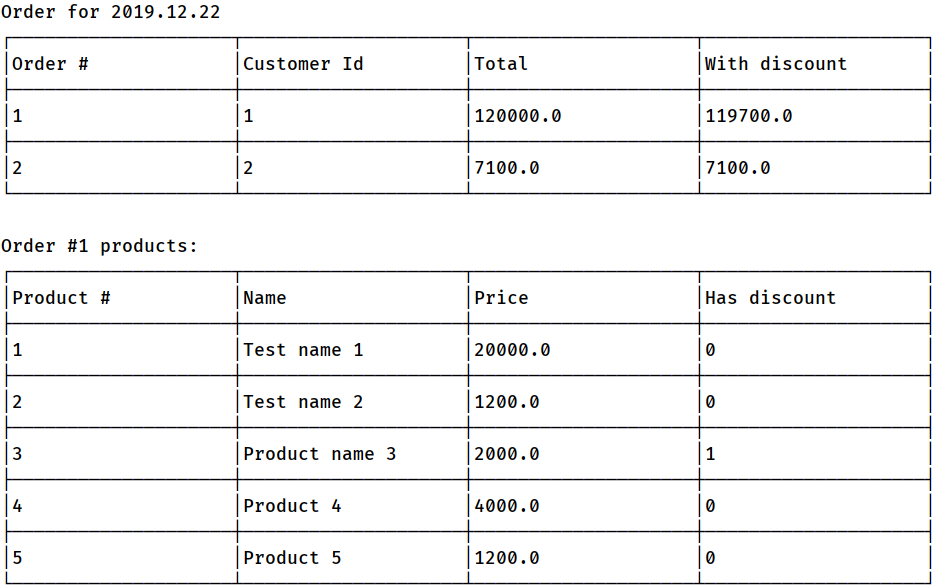 Order for 2019.12.22
Order # Customer Id Total With discount
1 1 120000.0 119700.0
2 2 7100.0 7100.0
Order #1 products:
Product # Name Price Has discount
1 Test name 1 20000.0 0
2 Test name 2 1200.0 0
3 Product name 3 2000.0 1
4 Product 4 4000.0 0
5 Product 5 1200.0 0